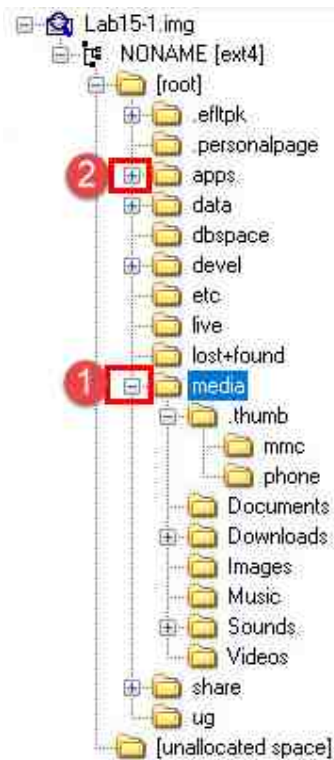 Lab15-1.img
NONAME [ext4]
[root]
.efltpk
.personalpage
2 apps
data
dbspace
devel
etc
live
lost+found
1 media
.thumb
mmc
phone
Documents
Downloads
Images
Music
Sounds
Videos
share
ug
[unallocated space]